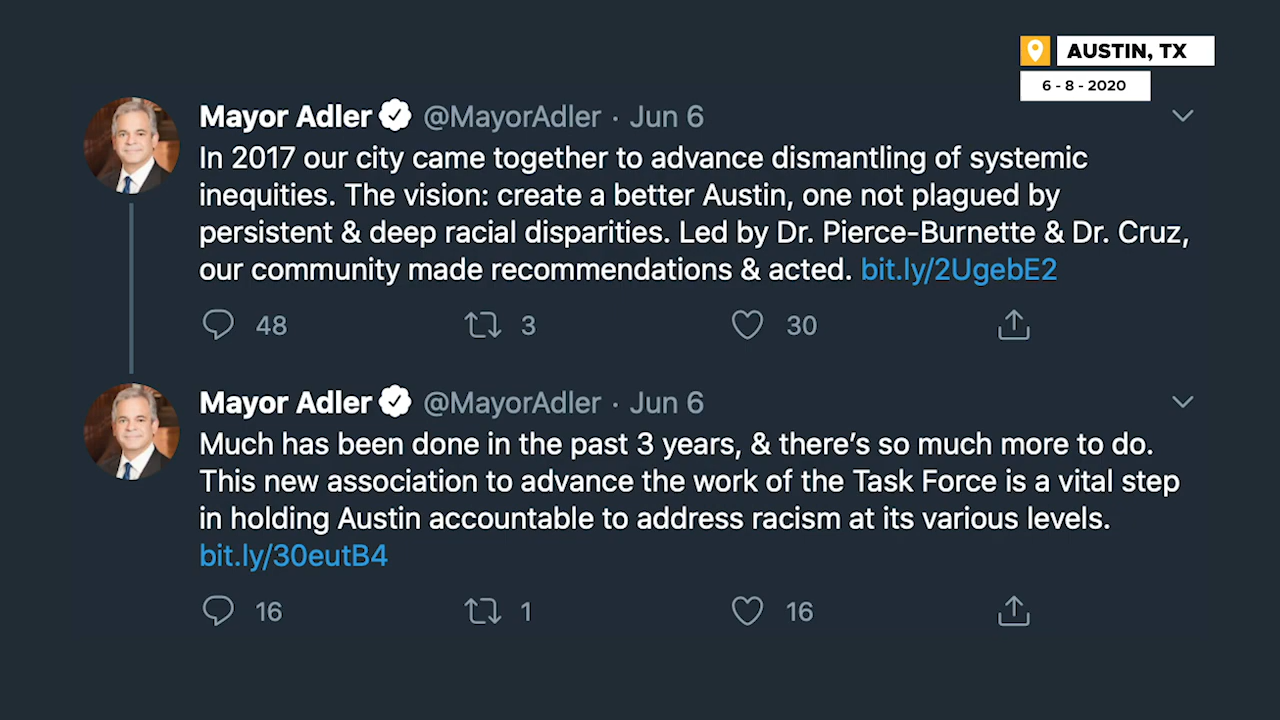 AUSTIN, TX
6 - 8 - 2020
Mayor Adler @MayorAdler · Jun 6
In 2017 our city came together to advance dismantling of systemic
inequities. The vision: create a better Austin, one not plagued by
persistent & deep racial disparities. Led by Dr. Pierce-Burnette & Dr. Cruz,
our community made recommendations & acted. bit.ly/2UgebE2
48 3 30
Mayor Adler @MayorAdler · Jun 6
Much has been done in the past 3 years, & there’s so much more to do.
This new association to advance the work of the Task Force is a vital step
in holding Austin accountable to address racism at its various levels.
bit.ly/30eutB4
16 1 16